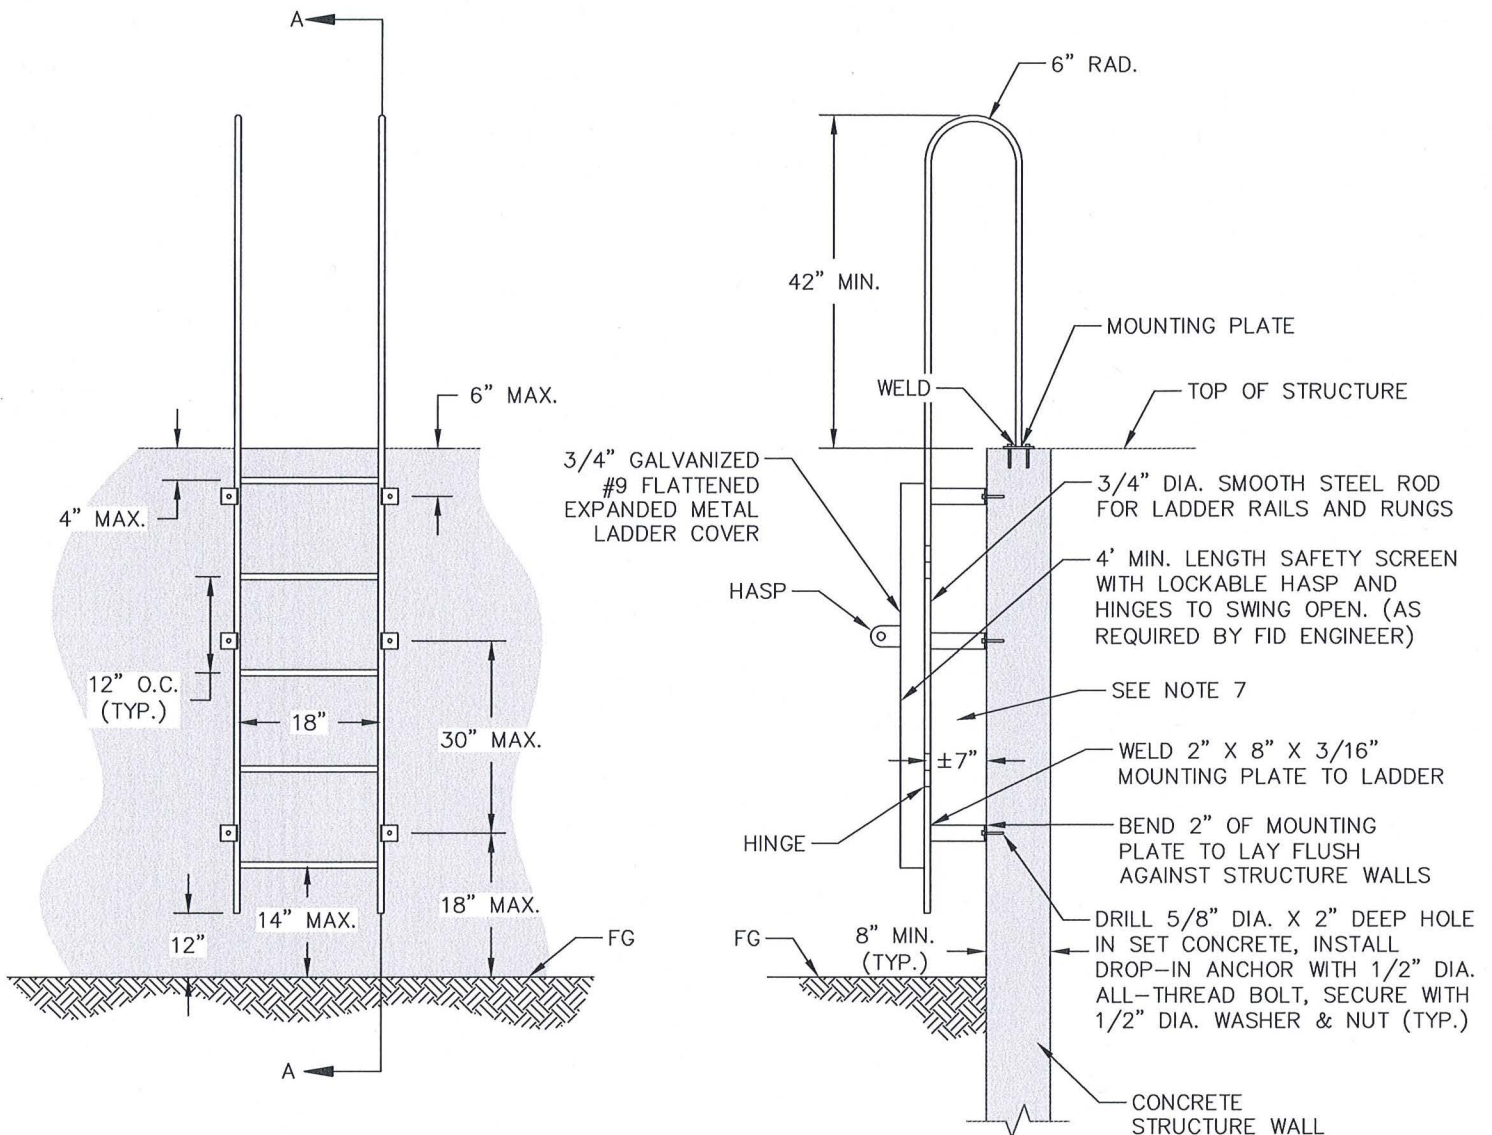 A
6" MAX.
4" MAX.
12" O.C.
(TYP.)
18"
30" MAX.
18" MAX.
14" MAX.
12"
FG
A
6" RAD.
42" MIN.
MOUNTING PLATE
WELD
TOP OF STRUCTURE
3/4" GALVANIZED
#9 FLATTENED
EXPANDED METAL
LADDER COVER
3/4" DIA. SMOOTH STEEL ROD
FOR LADDER RAILS AND RUNGS
4' MIN. LENGTH SAFETY SCREEN
WITH LOCKABLE HASP AND
HINGES TO SWING OPEN. (AS
REQUIRED BY FID ENGINEER)
HASP
SEE NOTE 7
±7"
WELD 2" X 8" X 3/16"
MOUNTING PLATE TO LADDER
HINGE
BEND 2" OF MOUNTING
PLATE TO LAY FLUSH
AGAINST STRUCTURE WALLS
FG
8" MIN.
(TYP.)
DRILL 5/8" DIA. X 2" DEEP HOLE
IN SET CONCRETE, INSTALL
DROP-IN ANCHOR WITH 1/2" DIA.
ALL-THREAD BOLT, SECURE WITH
1/2" DIA. WASHER & NUT (TYP.)
CONCRETE
STRUCTURE WALL